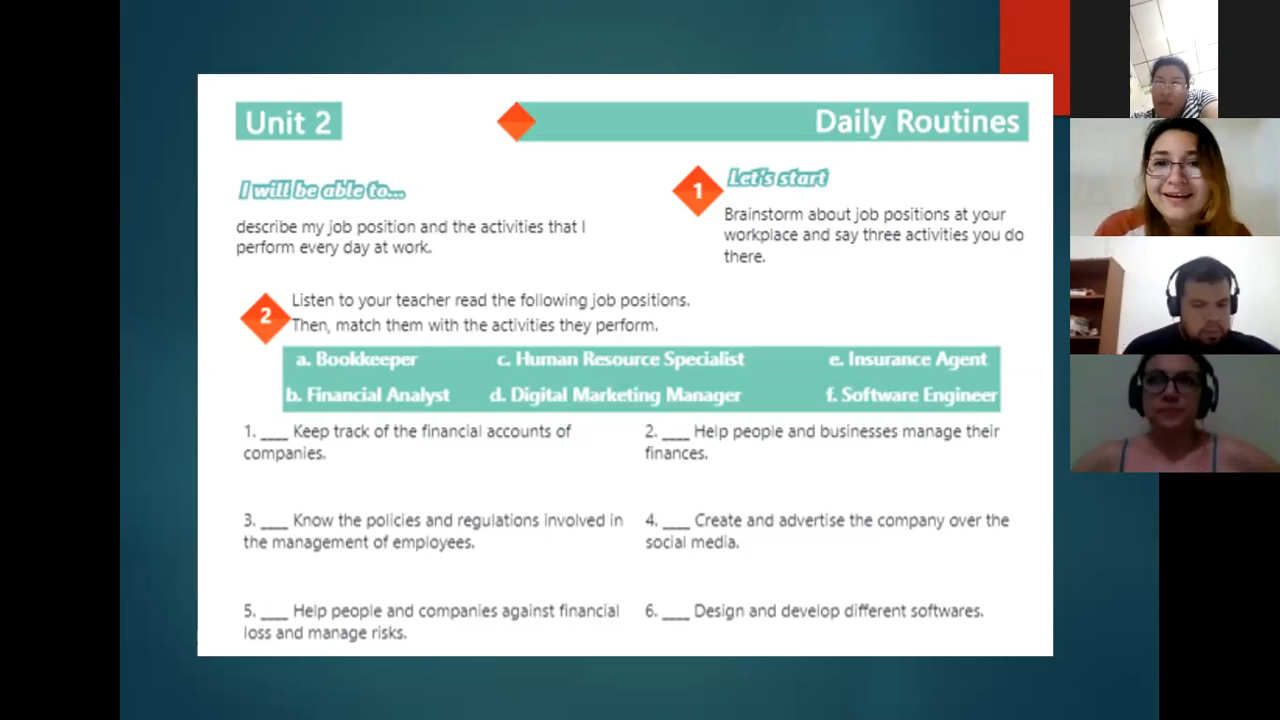 Unit 2
Daily Routines
I will be able to...
describe my job position and the activities that I
perform every day at work.
1
Let's start
Brainstorm about job positions at your
workplace and say three activities you do
there.
2
Listen to your teacher read the following job positions.
Then, match them with the activities they perform.
a. Bookkeeper
c. Human Resource Specialist
e. Insurance Agent
b. Financial Analyst
d. Digital Marketing Manager
f. Software Engineer
1. ____ Keep track of the financial accounts of
companies.
2. ____ Help people and businesses manage their
finances.
3. ____ Know the policies and regulations involved in
the management of employees.
4. ____ Create and advertise the company over the
social media.
5. ____ Help people and companies against financial
loss and manage risks.
6. ____ Design and develop different softwares.